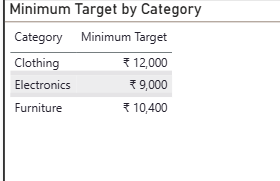 Minimum Target by Category
Category Minimum Target
Clothing ₹ 12,000
Electronics ₹ 9,000
Furniture ₹ 10,400